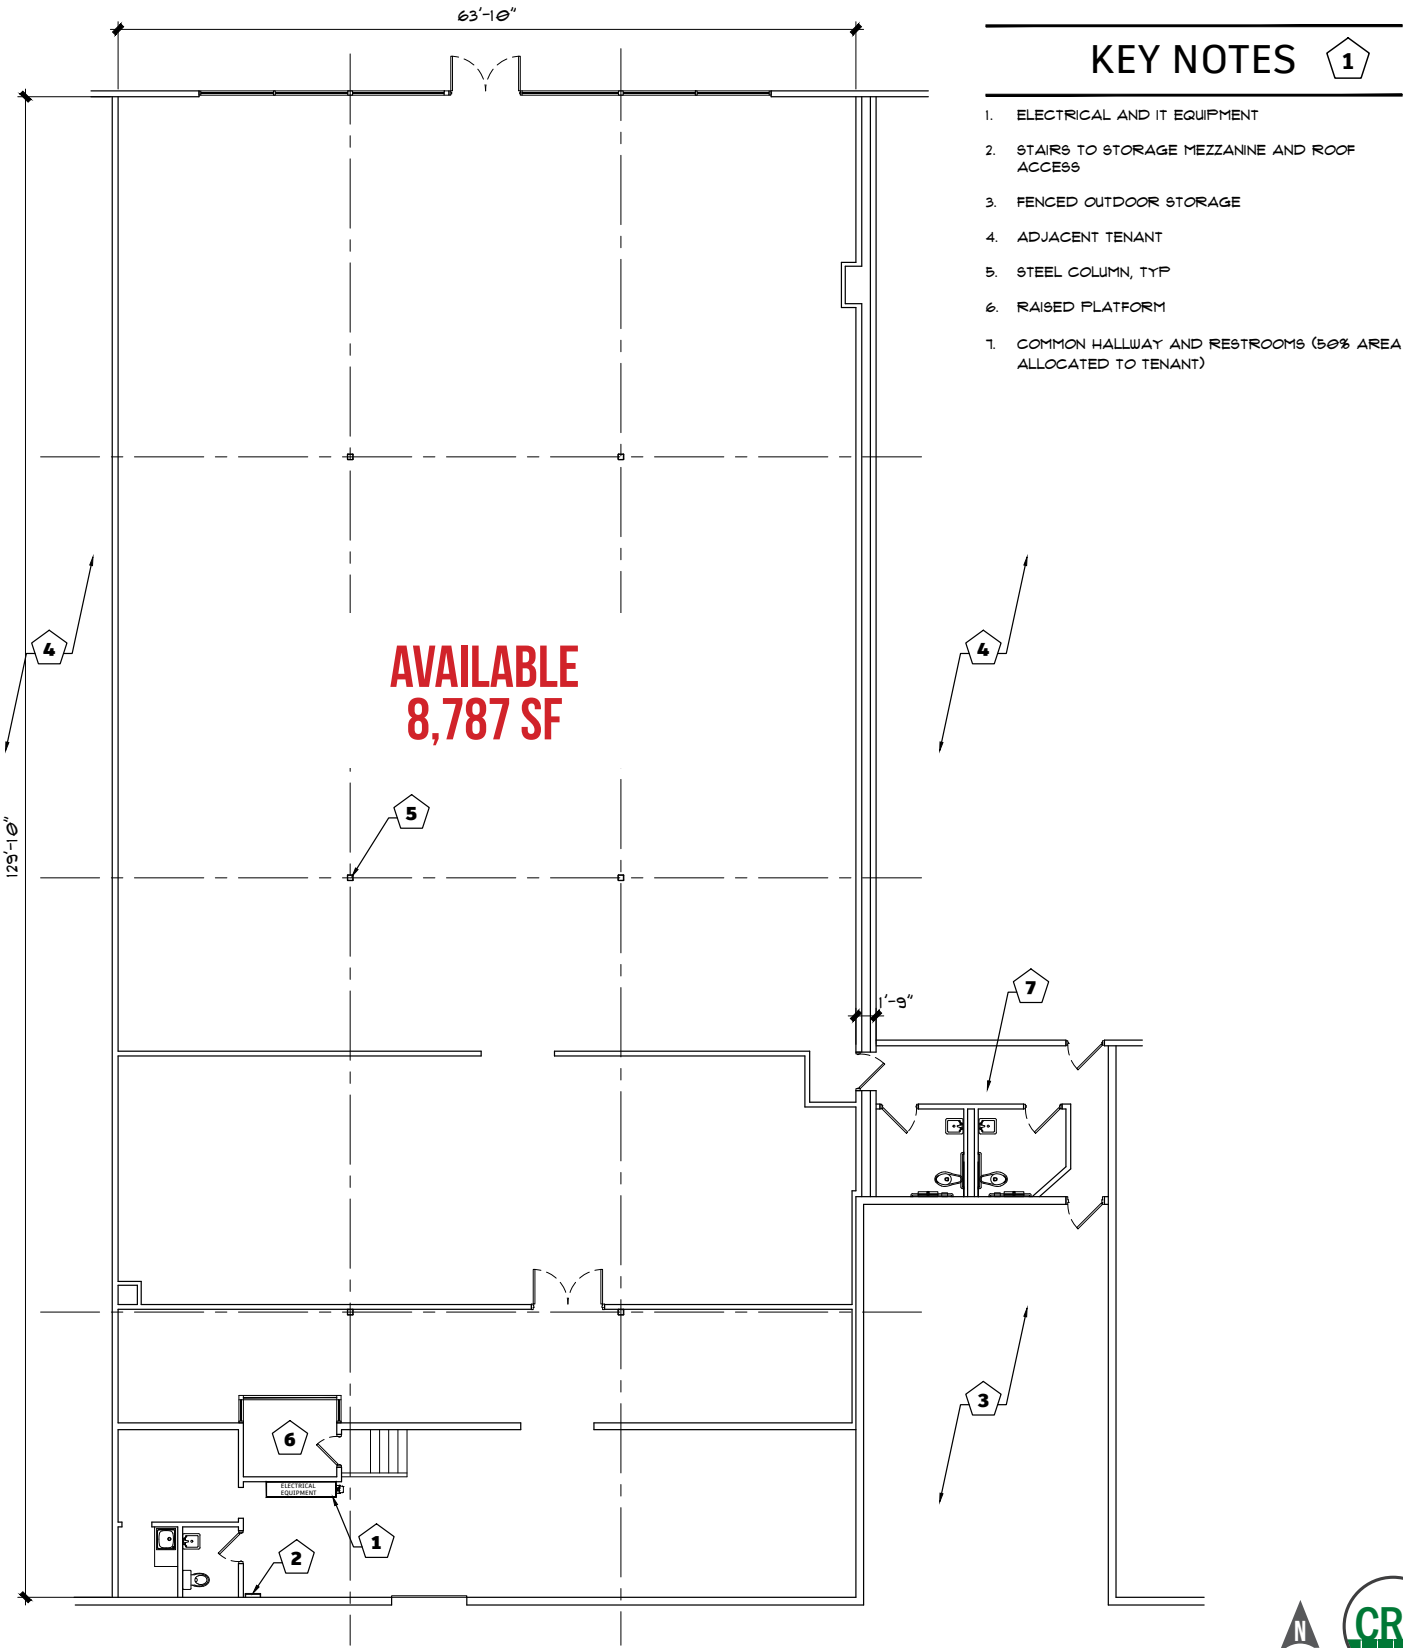 63'-10"
KEY NOTES 1
1. ELECTRICAL AND IT EQUIPMENT
2. STAIRS TO STORAGE MEZZANINE AND ROOF
ACCESS
3. FENCED OUTDOOR STORAGE
4. ADJACENT TENANT
5. STEEL COLUMN, TYP
6. RAISED PLATFORM
7. COMMON HALLWAY AND RESTROOMS (50% AREA
ALLOCATED TO TENANT)
4
4
AVAILABLE
8,787 SF
5
129'-10"
7
1'-9"
3
6
ELECTRICAL
EQUIPMENT
1
2
N
CR